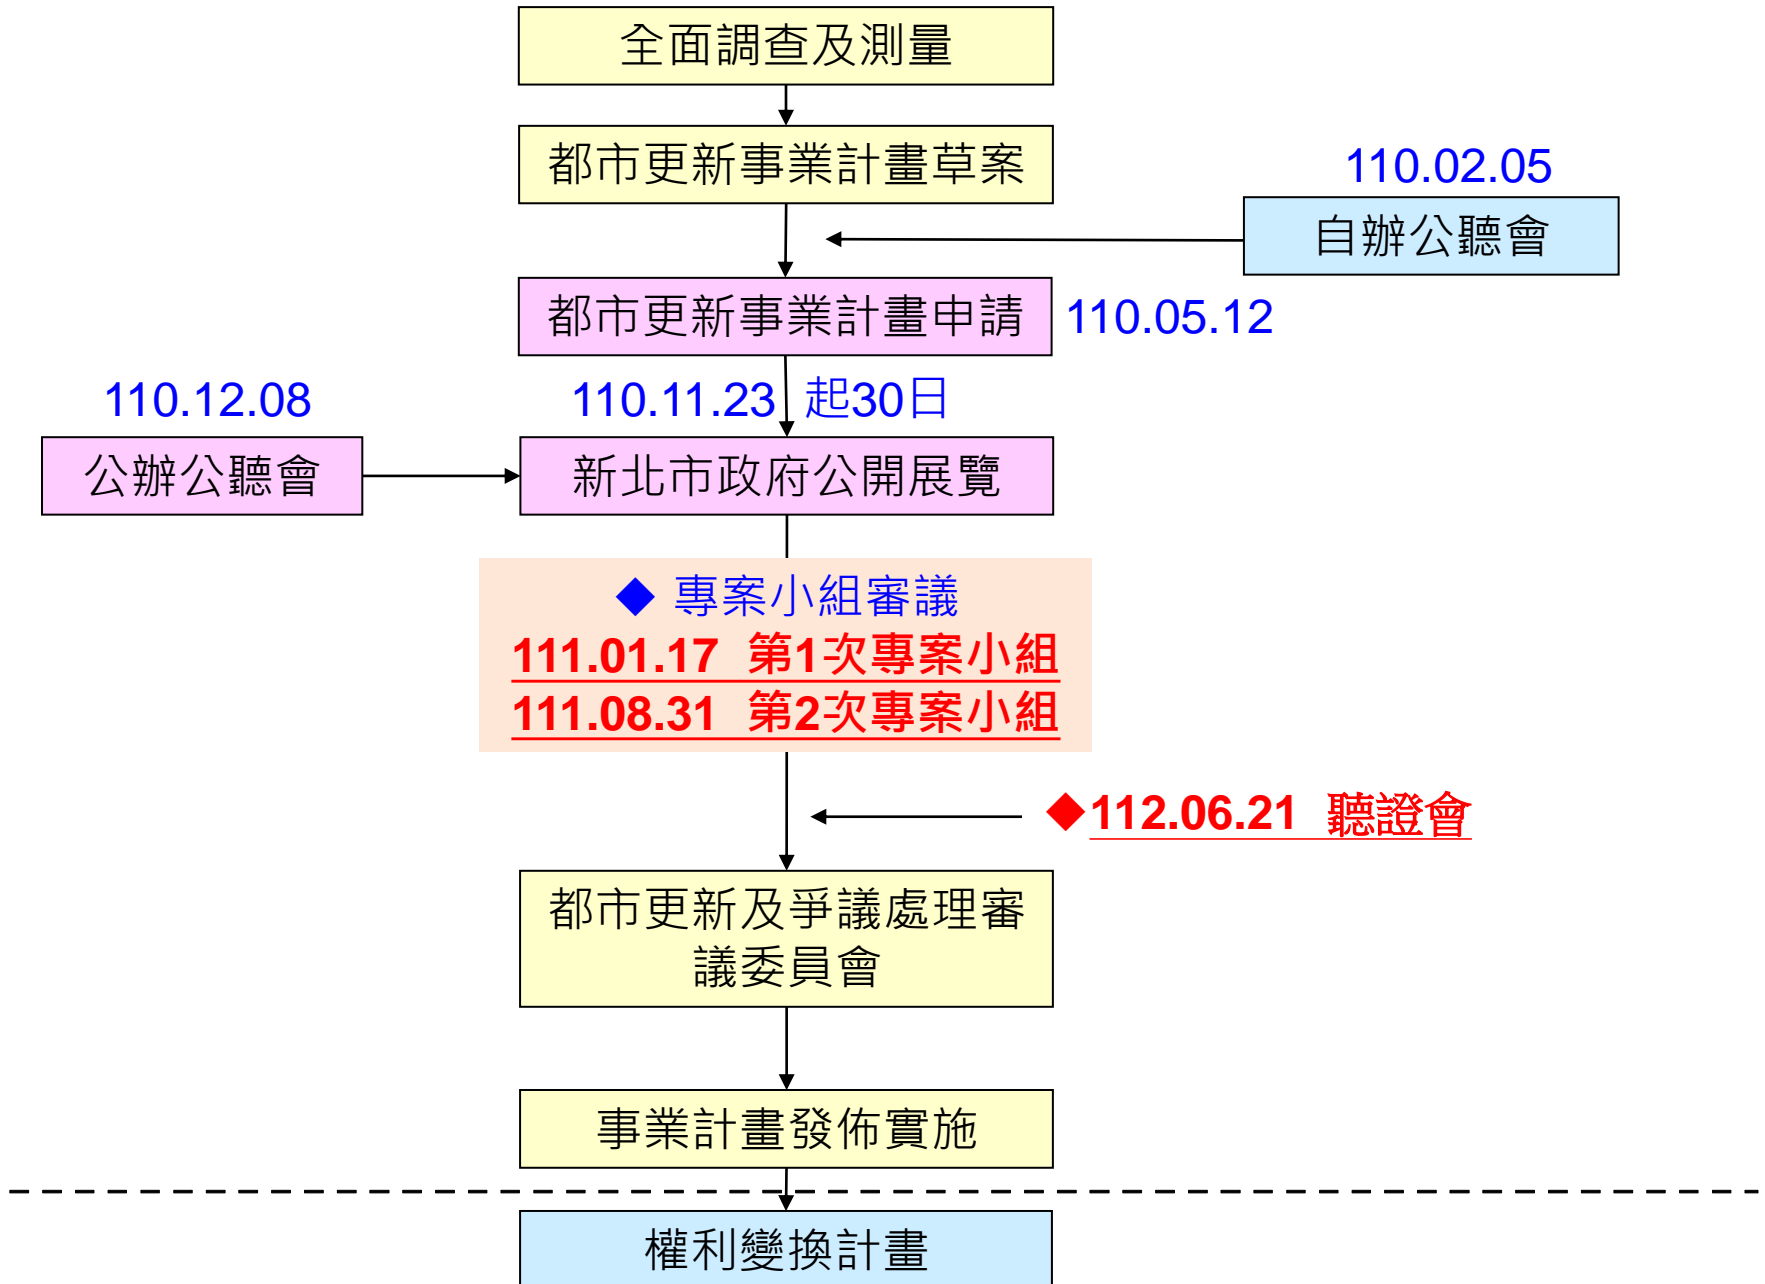 全面調查及測量
都市更新事業計畫草案
110.02.05
自辦公聽會
都市更新事業計畫申請
110.05.12
110.12.08
110.11.23 起30日
公辦公聽會
新北市政府公開展覽
◆ 專案小組審議
111.01.17 第1次專案小組
111.08.31 第2次專案小組
◆112.06.21 聽證會
都市更新及爭議處理審
議委員會
事業計畫發佈實施
權利變換計畫